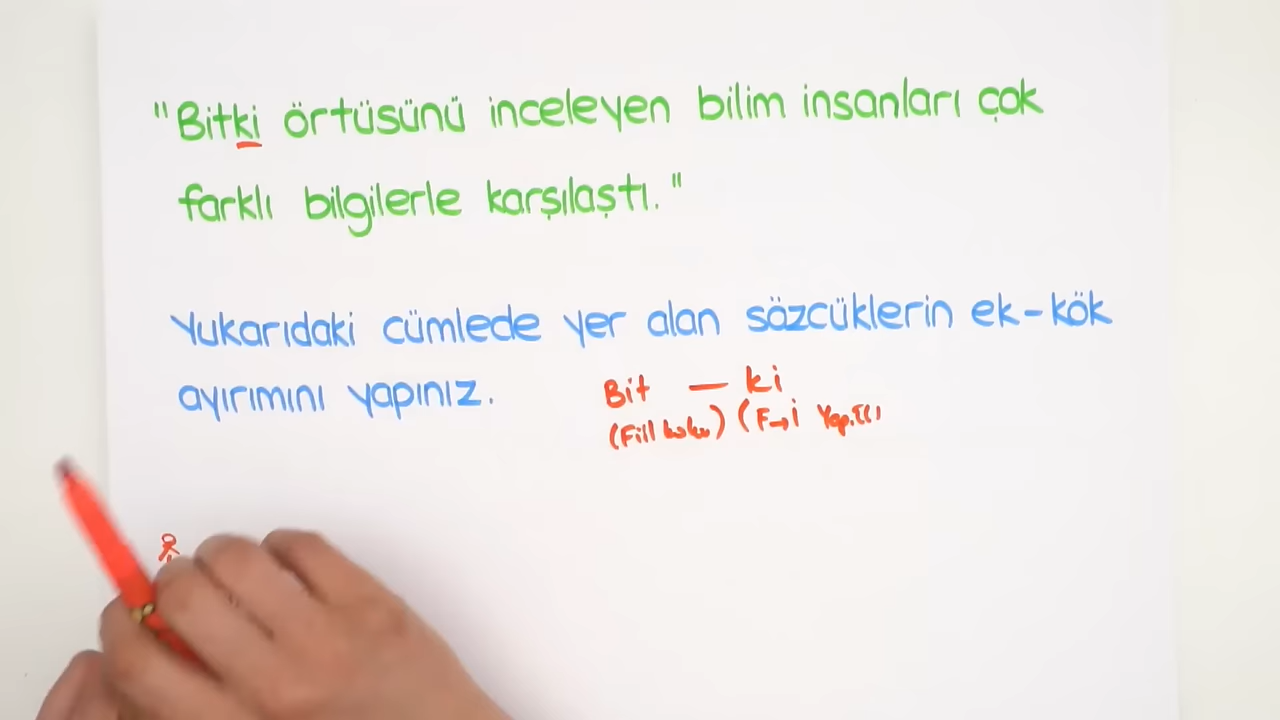 "Bitki örtüsünü inceleyen bilim insanları çok
farklı bilgilerle karşılaştı."
Yukarıdaki cümlede yer alan sözcüklerin ek-kök
ayırımını yapınız.
Bit — ki
(Fiil kökü) (F→i Yap.